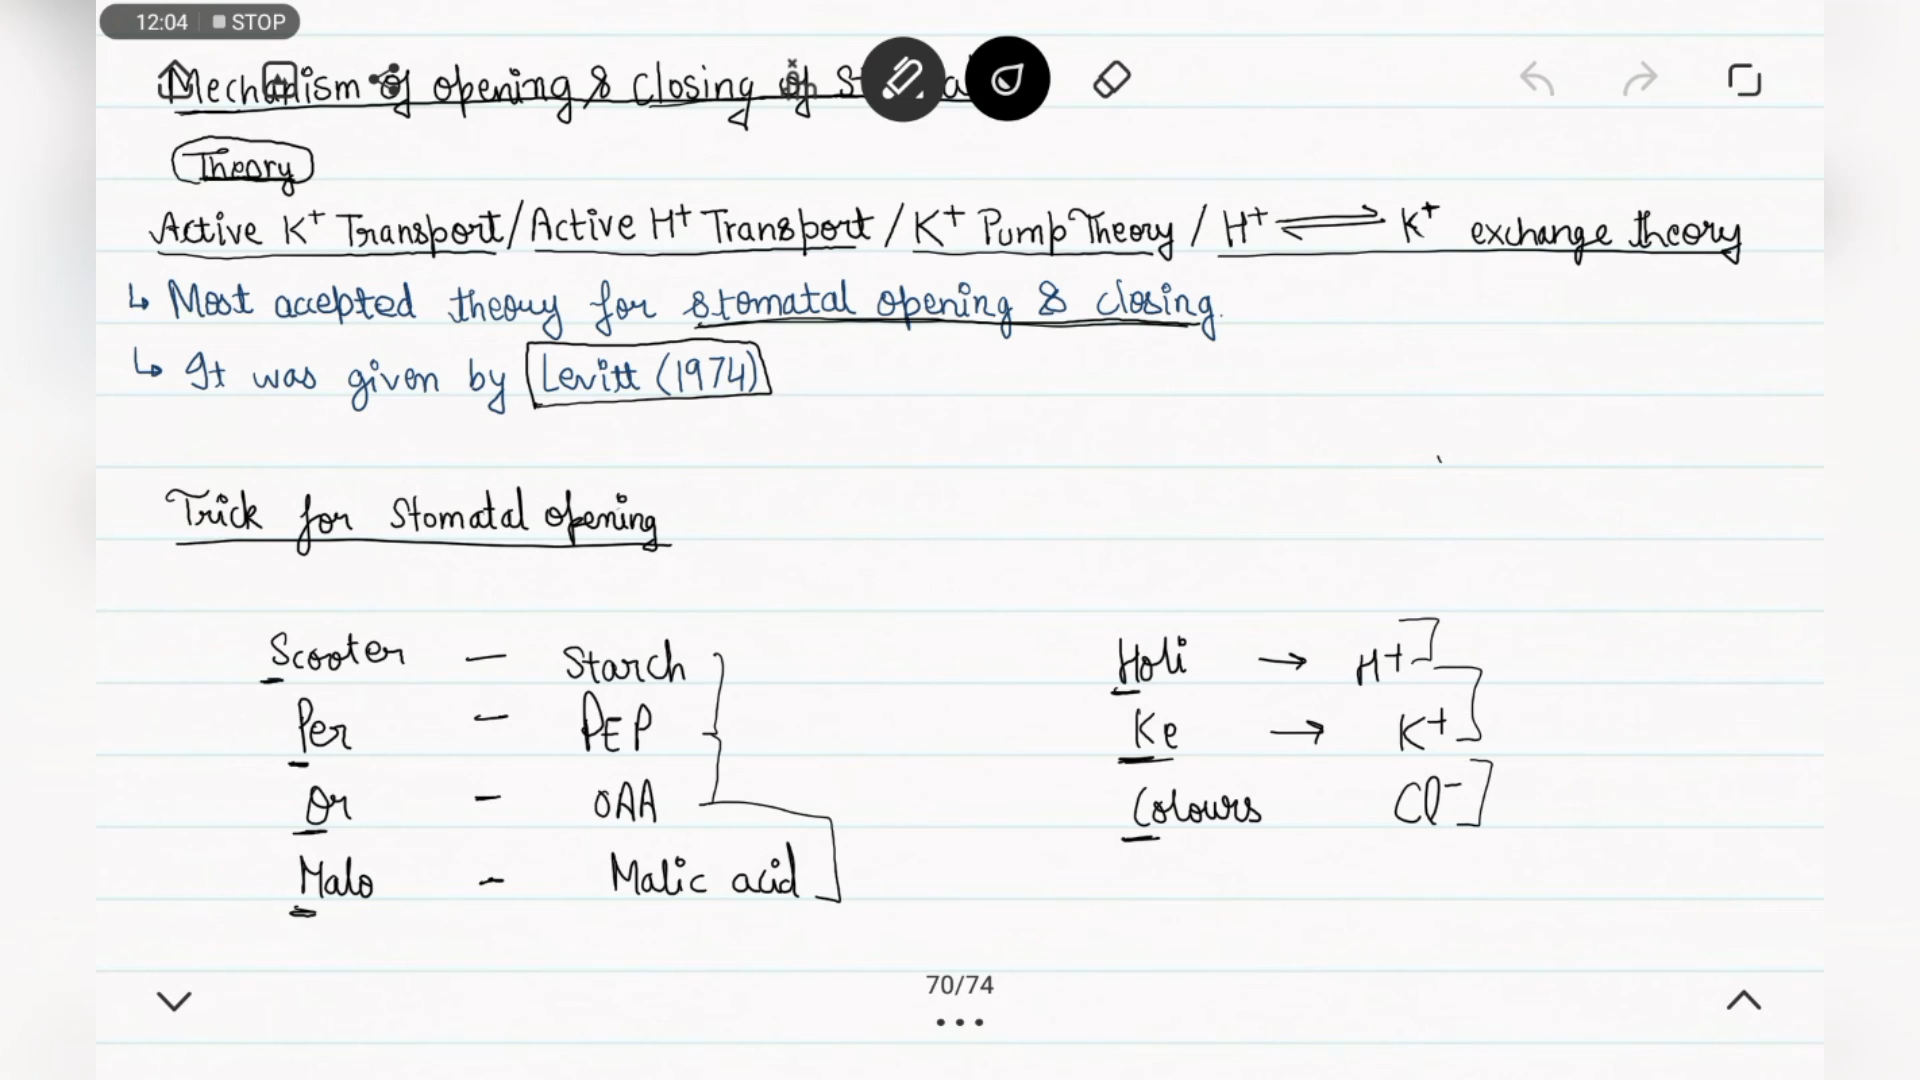 12:04 STOP
Mechanism of opening & closing of
Theory
Active K+ Transport/Active H+ Transport/K+ Pump Theory/H+ ⇌ K+ exchange theory
↳ Most accepted theory for stomatal opening & closing.
↳ It was given by Levitt (1974)
Trick for Stomatal opening
Scooter – Starch
Per – PEP
Or – OAA
Malo – Malic acid
Holi → H+
Ke → K+
Colours Cl-
70/74